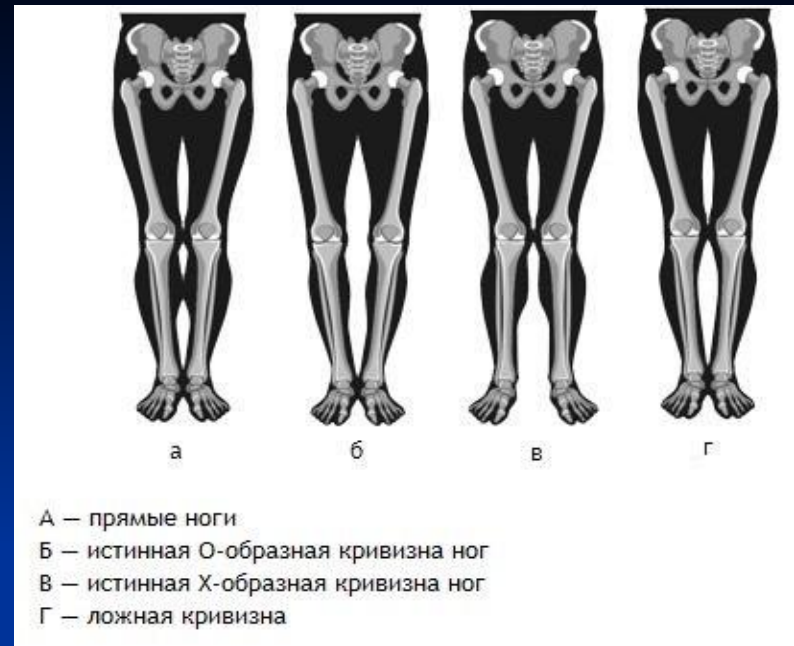 а б в г
А — прямые ноги
Б — истинная О-образная кривизна ног
В — истинная Х-образная кривизна ног
Г — ложная кривизна